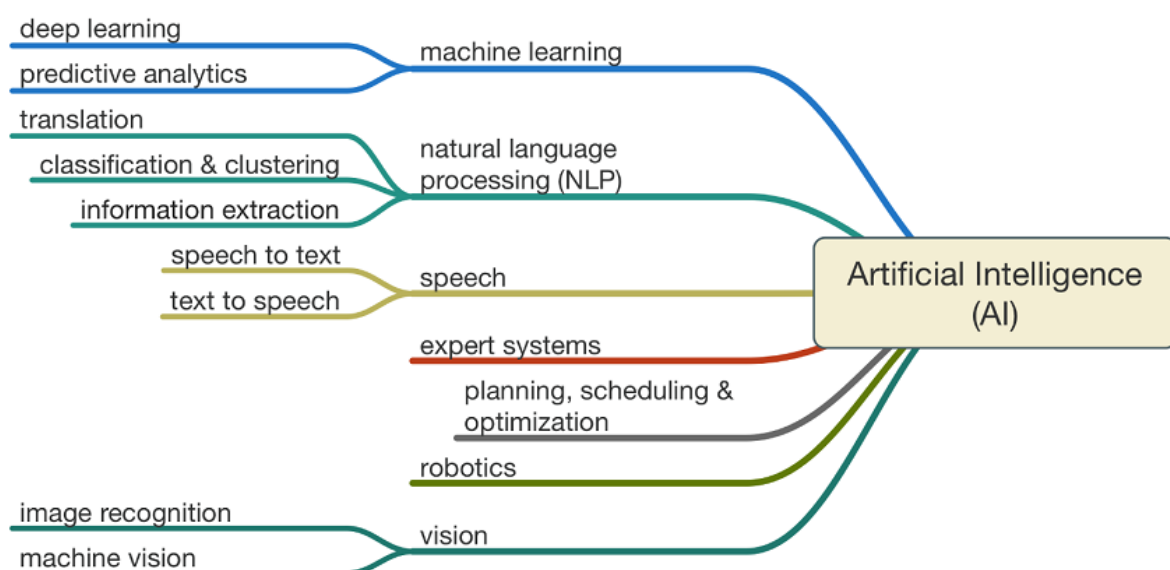 deep learning
machine learning
predictive analytics
translation
natural language
processing (NLP)
classification & clustering
information extraction
speech to text
speech
text to speech
Artificial Intelligence
(AI)
expert systems
planning, scheduling &
optimization
robotics
image recognition
vision
machine vision